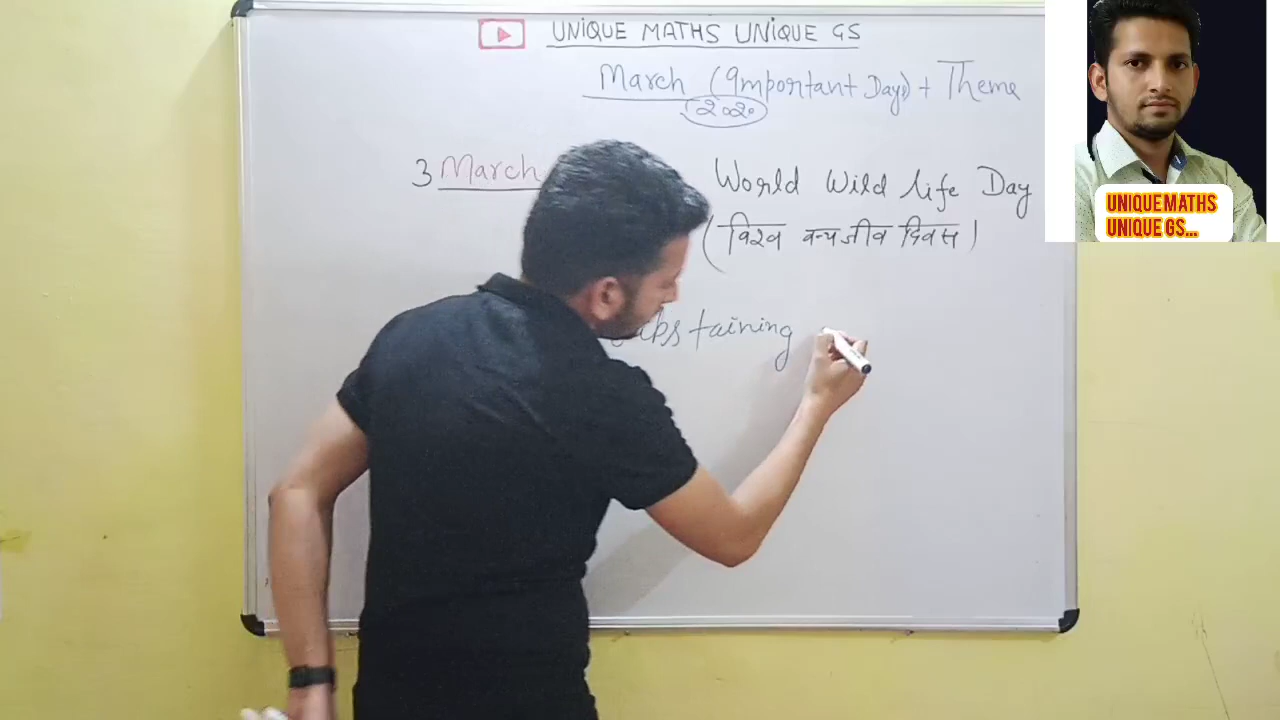 UNIQUE MATHS UNIQUE GS
March (Important Days) + Theme
2020
3 March World Wild life Day
(विश्व वन्यजीव दिवस)
taining
UNIQUE MATHS
UNIQUE GS...